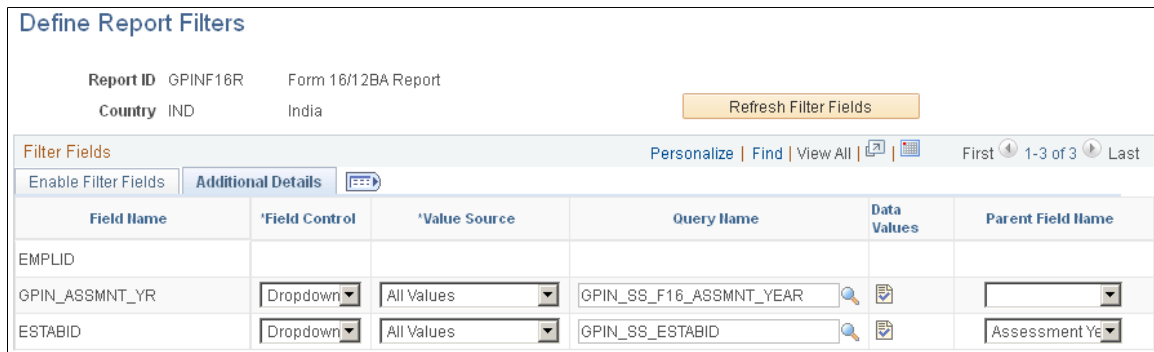 Define Report Filters
Report ID GPINF16R Form 16/12BA Report
Country IND India
Refresh Filter Fields
Filter Fields Personalize | Find | View All | | First 1-3 of 3 Last
Enable Filter Fields Additional Details
Field Name *Field Control *Value Source Query Name Data Values Parent Field Name
EMPLID
GPIN_ASSMNT_YR Dropdown All Values GPIN_SS_F16_ASSMNT_YEAR
ESTABID Dropdown All Values GPIN_SS_ESTABID Assessment Ye